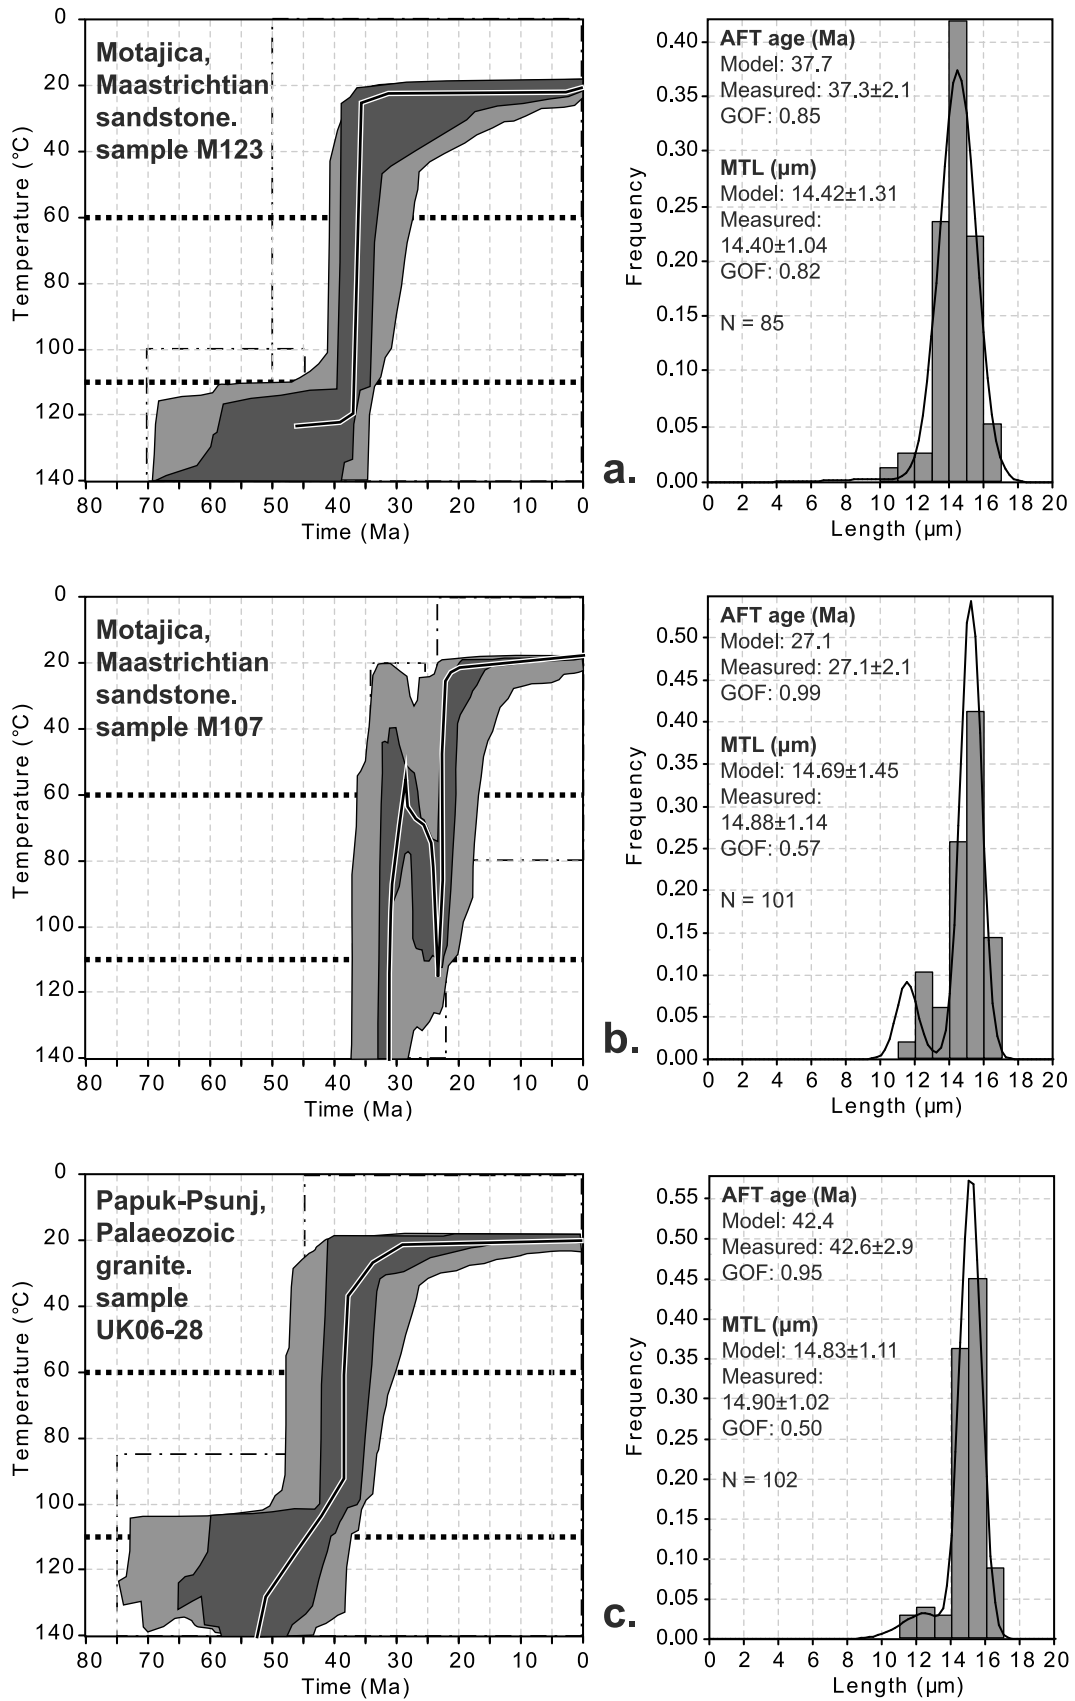 0
20
40
60
80
100
120
140
Temperature (°C)
Motajica,
Maastrichtian
sandstone.
sample M123
80 70 60 50 40 30 20 10 0
Time (Ma)
a.
0.40
0.35
0.30
0.25
0.20
0.15
0.10
0.05
0.00
Frequency
AFT age (Ma)
Model: 37.7
Measured: 37.3±2.1
GOF: 0.85
MTL (µm)
Model: 14.42±1.31
Measured:
14.40±1.04
GOF: 0.82
N = 85
0 2 4 6 8 10 12 14 16 18 20
Length (µm)
0
20
40
60
80
100
120
140
Temperature (°C)
Motajica,
Maastrichtian
sandstone.
sample M107
80 70 60 50 40 30 20 10 0
Time (Ma)
b.
0.50
0.45
0.40
0.35
0.30
0.25
0.20
0.15
0.10
0.05
0.00
Frequency
AFT age (Ma)
Model: 27.1
Measured: 27.1±2.1
GOF: 0.99
MTL (µm)
Model: 14.69±1.45
Measured:
14.88±1.14
GOF: 0.57
N = 101
0 2 4 6 8 10 12 14 16 18 20
Length (µm)
0
20
40
60
80
100
120
140
Temperature (°C)
Papuk-Psunj,
Palaeozoic
granite.
sample
UK06-28
80 70 60 50 40 30 20 10 0
Time (Ma)
c.
0.55
0.50
0.45
0.40
0.35
0.30
0.25
0.20
0.15
0.10
0.05
0.00
Frequency
AFT age (Ma)
Model: 42.4
Measured: 42.6±2.9
GOF: 0.95
MTL (µm)
Model: 14.83±1.11
Measured:
14.90±1.02
GOF: 0.50
N = 102
0 2 4 6 8 10 12 14 16 18 20
Length (µm)